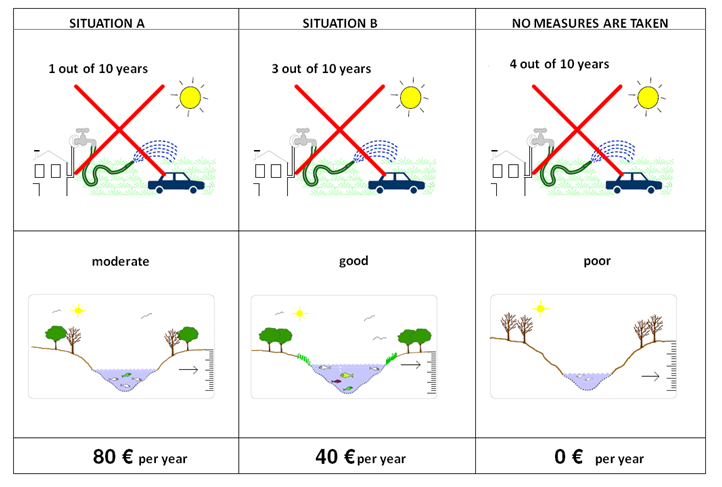 SITUATION A
SITUATION B
NO MEASURES ARE TAKEN
1 out of 10 years
3 out of 10 years
4 out of 10 years
moderate
good
poor
80 € per year
40 € per year
0 € per year